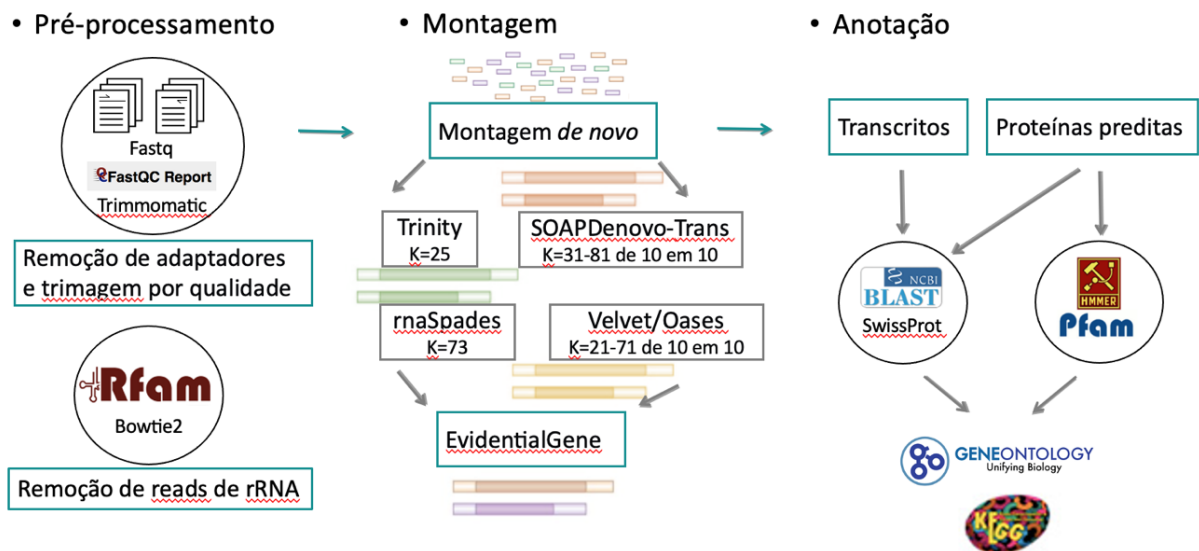 • Pré-processamento
Fastq
FastQC Report
Trimmomatic
Remoção de adaptadores
e trimagem por qualidade
Rfam
Bowtie2
Remoção de reads de rRNA
• Montagem
Montagem de novo
Trinity
K=25
SOAPDenovo-Trans
K=31-81 de 10 em 10
rnaSpades
K=73
Velvet/Oases
K=21-71 de 10 em 10
EvidentialGene
• Anotação
Transcritos
Proteínas preditas
NCBI
BLAST
SwissProt
HMMER
Pfam
GENEONTOLOGY
Unifying Biology
KEGG